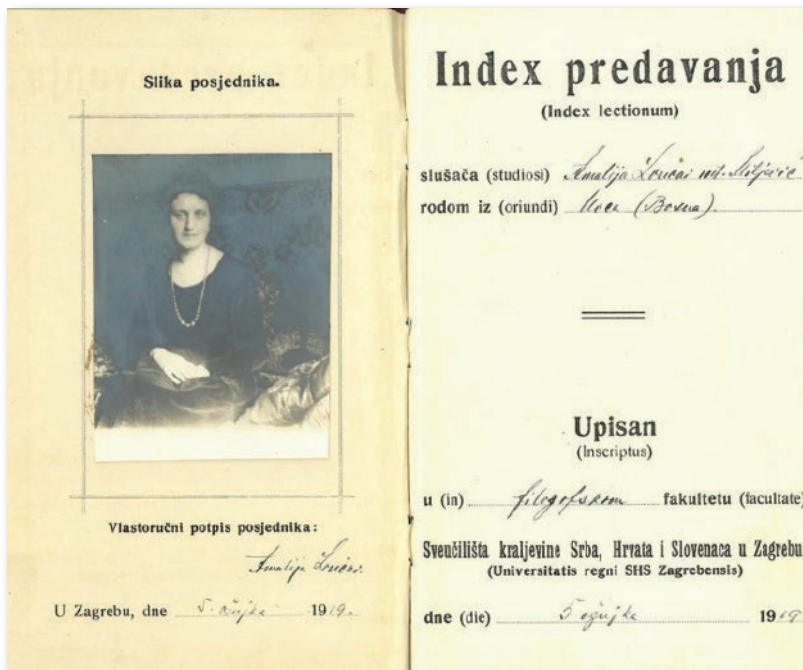 Slika posjednika.
Vlastoručni potpis posjednika:
Amalija
U Zagrebu, dne 5. ožujka 1919.
Index predavanja
(Index lectionum)
slušača (studiosi) Amalija
rodom iz (oriundi) (Bosna).
Upisan
(Inscriptus)
u (in) filozofskom fakultetu (facultate)
Sveučilišta kraljevine Srba, Hrvata i Slovenaca u Zagrebu
(Universitatis regni SHS Zagrebensis)
dne (die) 5 ožujka 1919